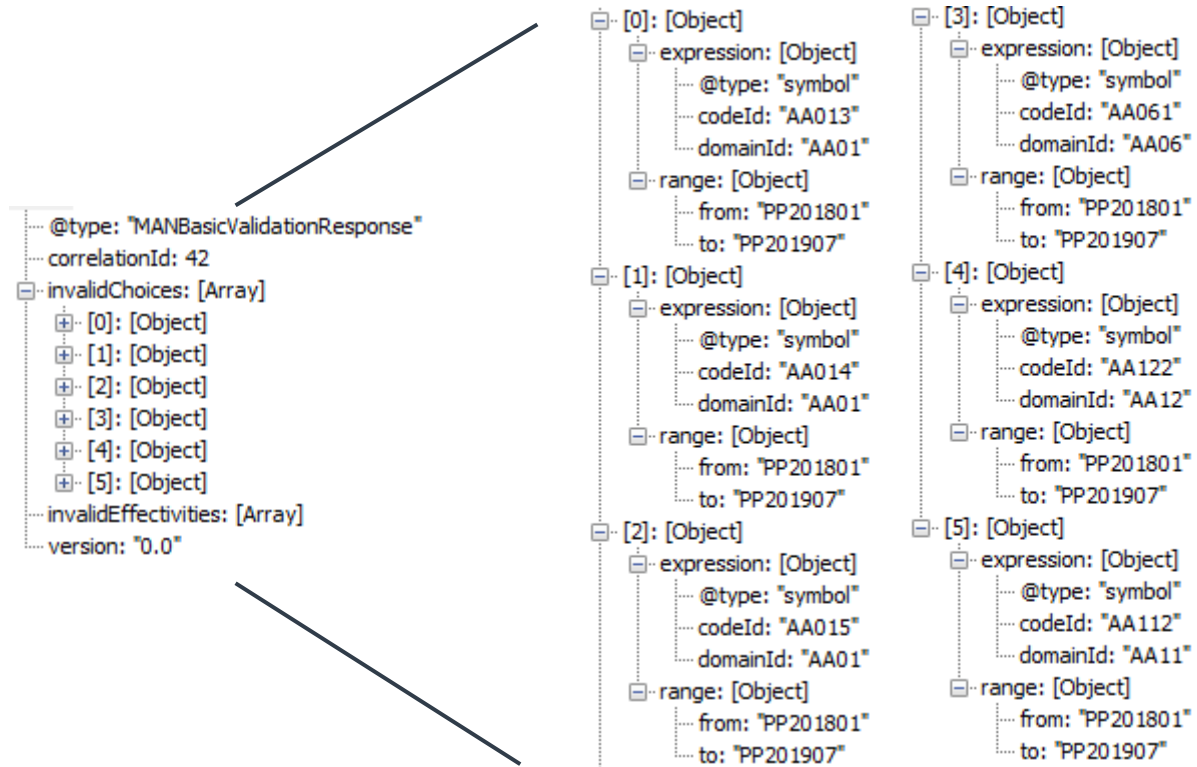 @type: "MANBasicValidationResponse"
correlationId: 42
invalidChoices: [Array]
[0]: [Object]
[1]: [Object]
[2]: [Object]
[3]: [Object]
[4]: [Object]
[5]: [Object]
invalidEffectivities: [Array]
version: "0.0"
[0]: [Object]
expression: [Object]
@type: "symbol"
codeId: "AA013"
domainId: "AA01"
range: [Object]
from: "PP201801"
to: "PP201907"
[1]: [Object]
expression: [Object]
@type: "symbol"
codeId: "AA014"
domainId: "AA01"
range: [Object]
from: "PP201801"
to: "PP201907"
[2]: [Object]
expression: [Object]
@type: "symbol"
codeId: "AA015"
domainId: "AA01"
range: [Object]
from: "PP201801"
to: "PP201907"
[3]: [Object]
expression: [Object]
@type: "symbol"
codeId: "AA061"
domainId: "AA06"
range: [Object]
from: "PP201801"
to: "PP201907"
[4]: [Object]
expression: [Object]
@type: "symbol"
codeId: "AA122"
domainId: "AA12"
range: [Object]
from: "PP201801"
to: "PP201907"
[5]: [Object]
expression: [Object]
@type: "symbol"
codeId: "AA112"
domainId: "AA11"
range: [Object]
from: "PP201801"
to: "PP201907"